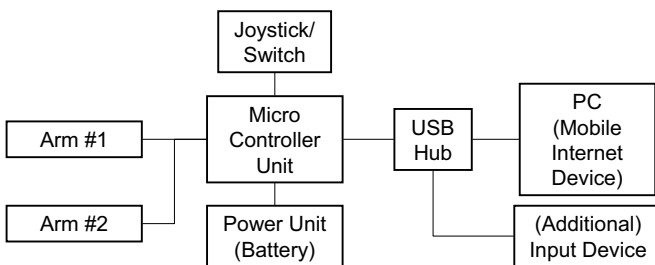 Joystick/
Switch
Arm #1
Micro
Controller
Unit
USB
Hub
PC
(Mobile
Internet
Device)
Arm #2
Power Unit
(Battery)
(Additional)
Input Device